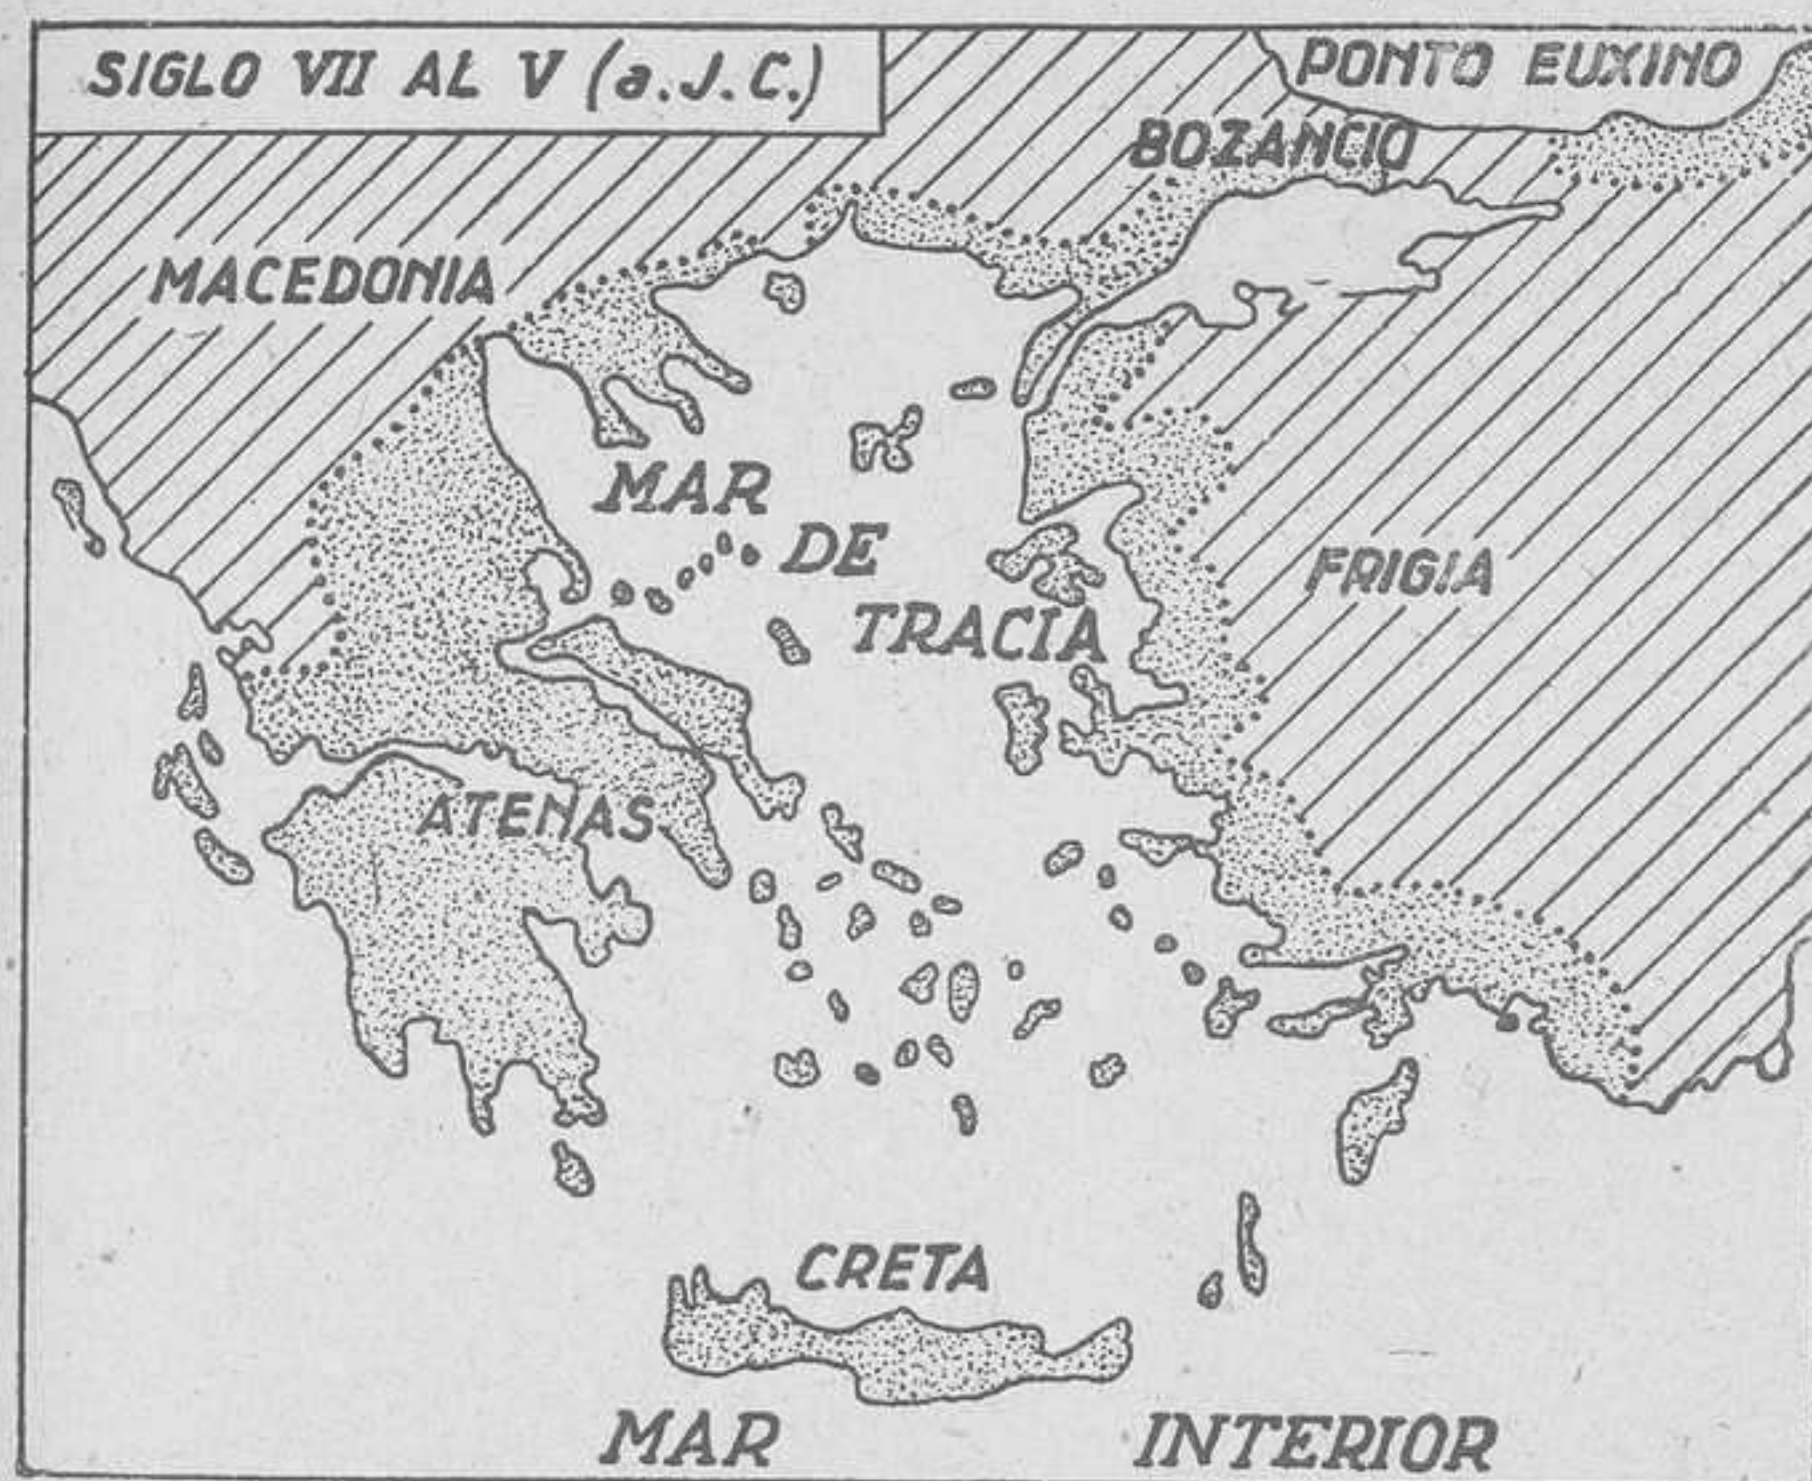 SIGLO VII AL V (a.J.C.)
PONTO EUXINO
BOZANCIO
MACEDONIA
MAR
DE
TRACIA
FRIGIA
ATENAS
CRETA
MAR INTERIOR